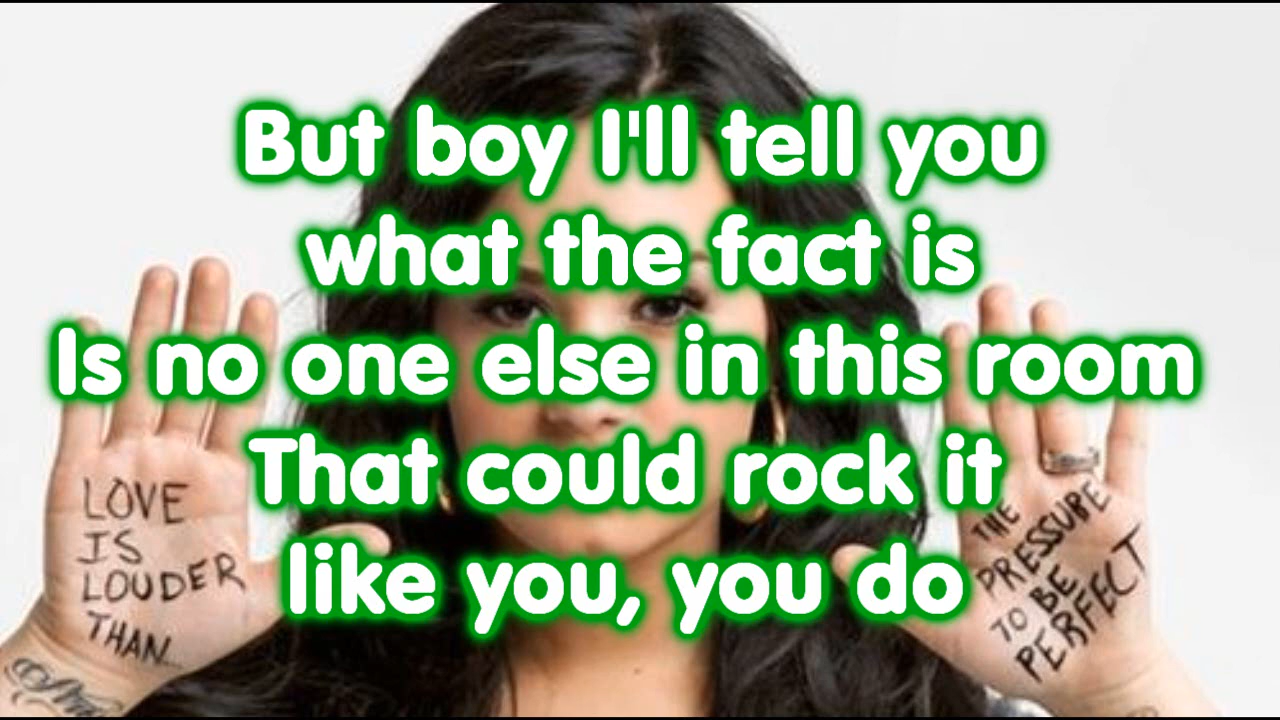 But boy I'll tell you
what the fact is
Is no one else in this room
That could rock it
like you, you do
LOVE
IS
LOUDER
THAN...
THE
PRESSURE
TO BE
PERFECT